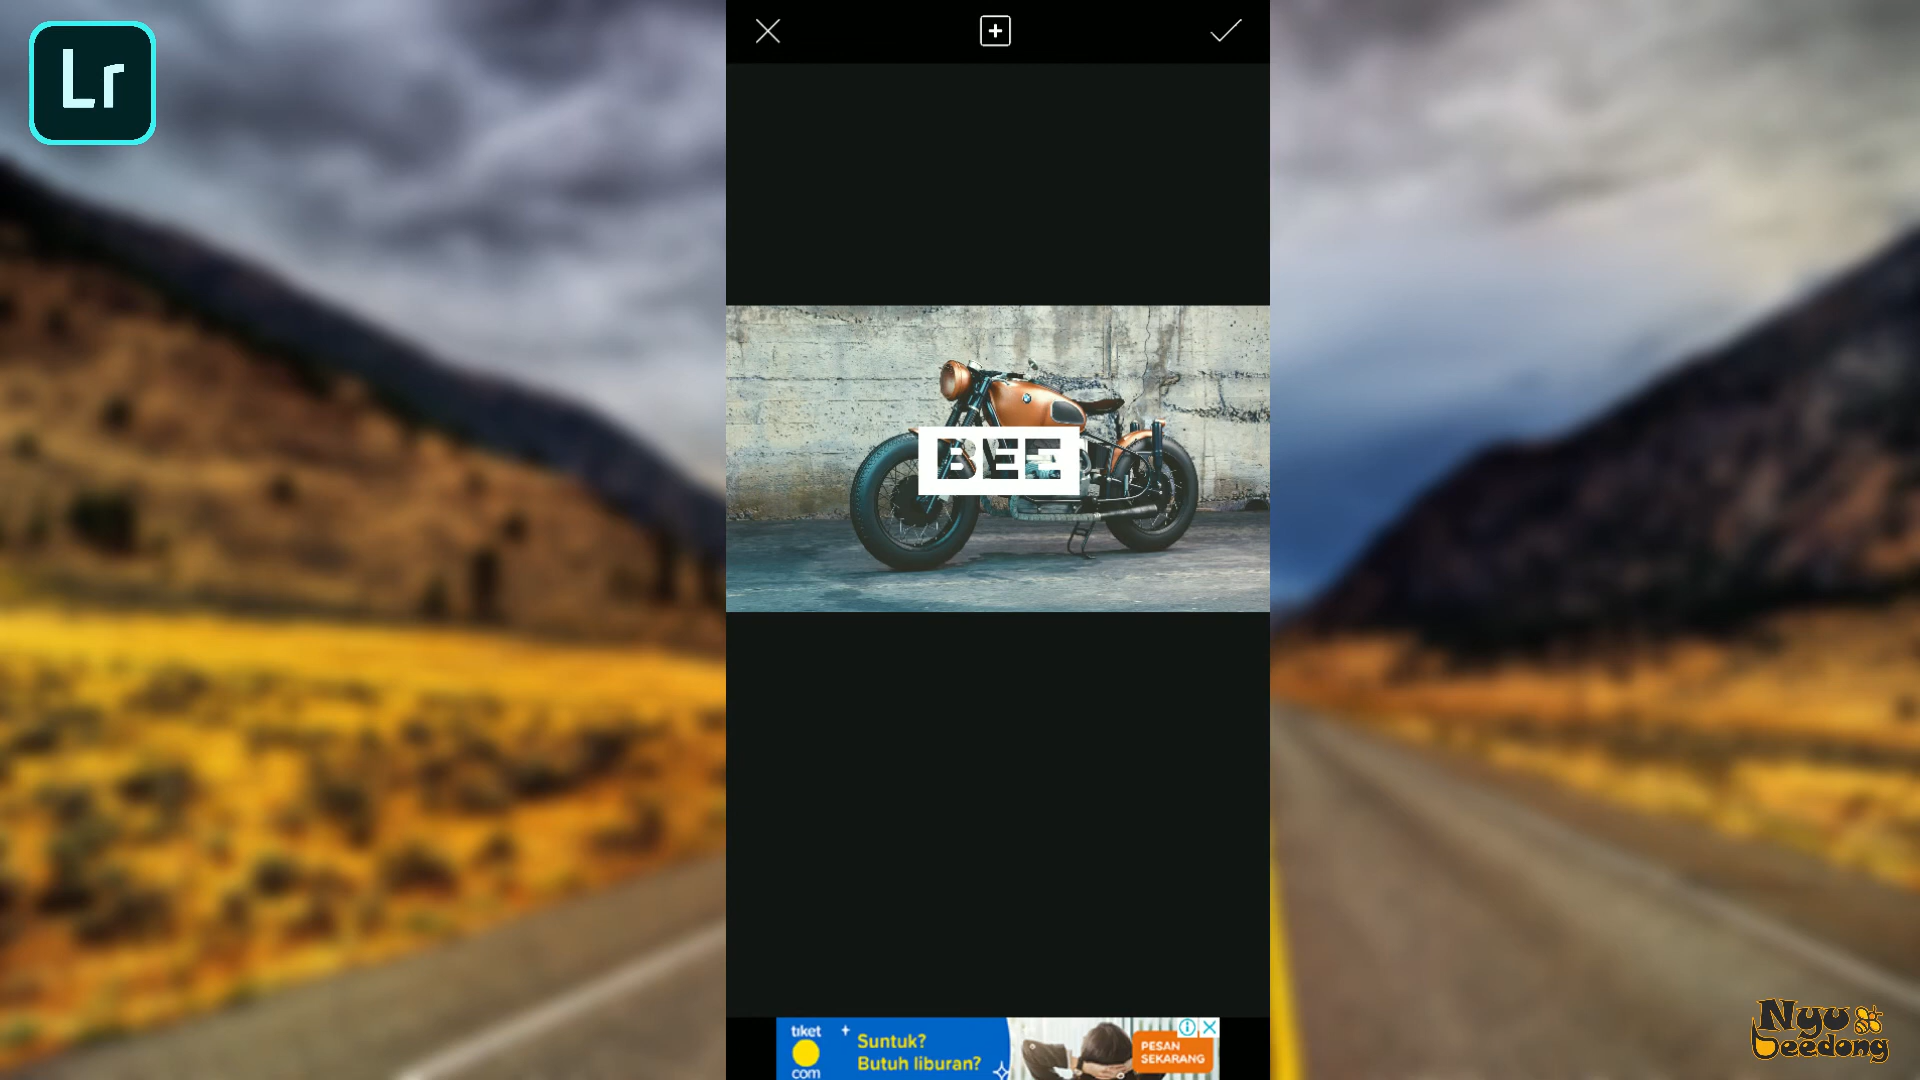 Lr
BEE
tiket
com
Suntuk?
Butuh liburan?
PESAN
SEKARANG
Nyu
beedong